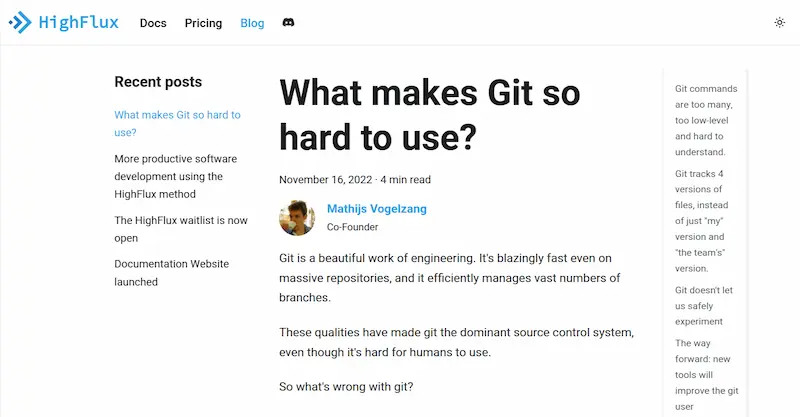 HighFlux Docs Pricing Blog
Recent posts
What makes Git so hard to
use?
More productive software
development using the
HighFlux method
The HighFlux waitlist is now
open
Documentation Website
launched
What makes Git so
hard to use?
November 16, 2022 · 4 min read
Mathijs Vogelzang
Co-Founder
Git is a beautiful work of engineering. It's blazingly fast even on
massive repositories, and it efficiently manages vast numbers of
branches.
These qualities have made git the dominant source control system,
even though it's hard for humans to use.
So what's wrong with git?
Git commands
are too many,
too low-level
and hard to
understand.
Git tracks 4
versions of
files, instead
of just "my"
version and
"the team's"
version.
Git doesn't let
us safely
experiment
The way
forward: new
tools will
improve the git
user